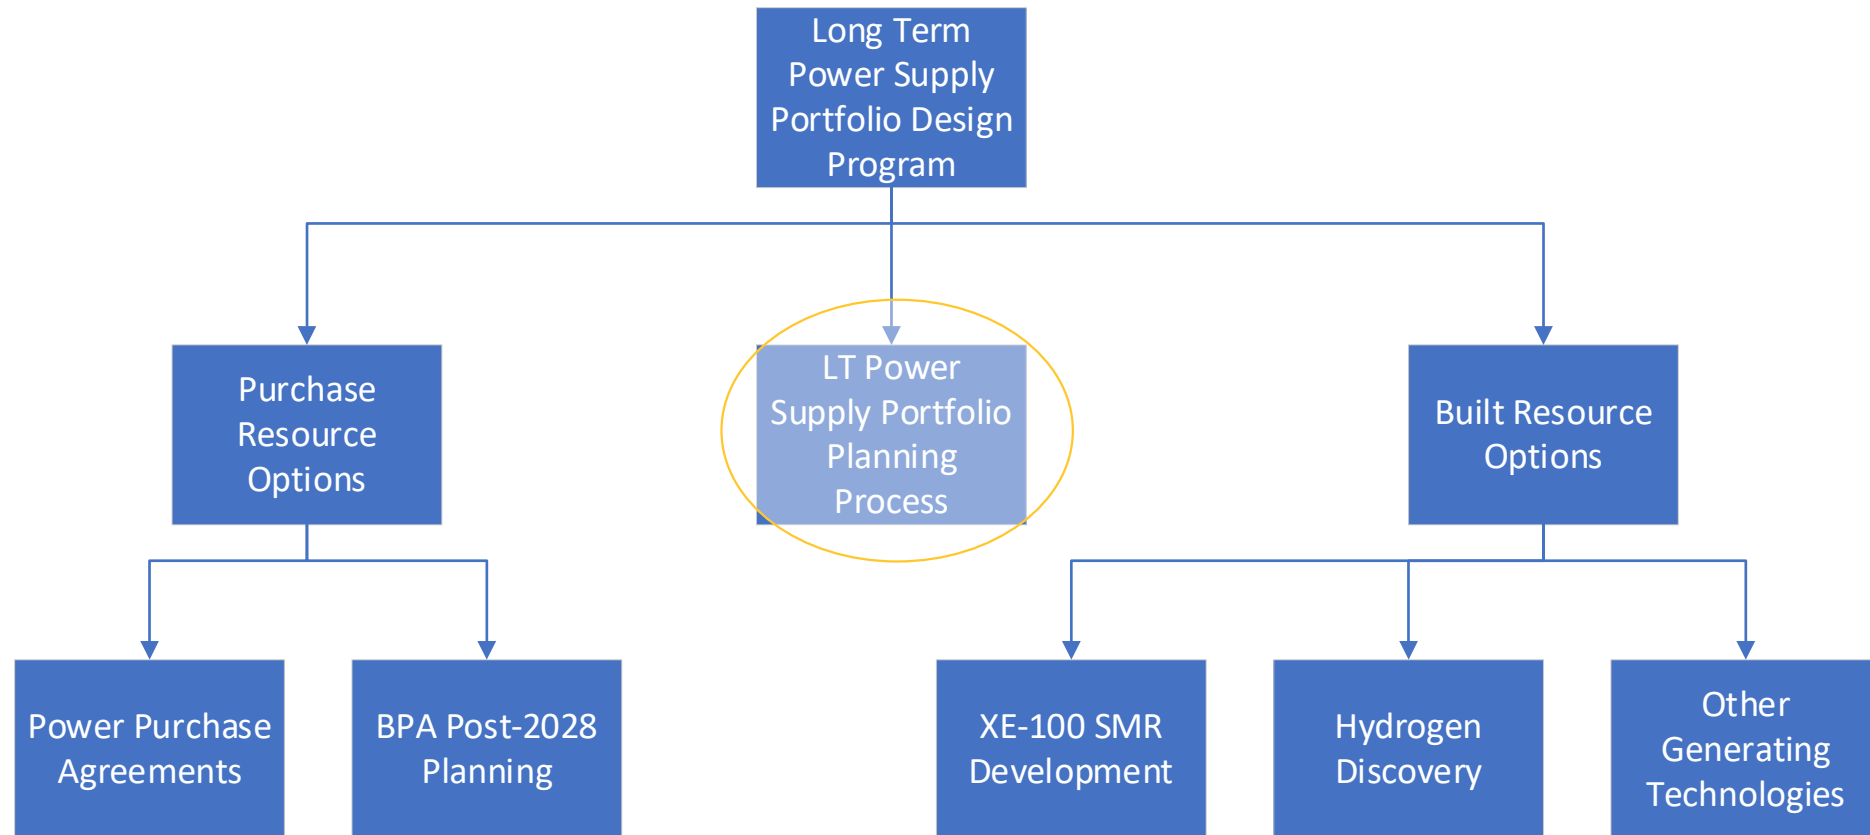 Long Term
Power Supply
Portfolio Design
Program
Purchase
Resource
Options
LT Power
Supply Portfolio
Planning
Process
Built Resource
Options
Power Purchase
Agreements
BPA Post-2028
Planning
XE-100 SMR
Development
Hydrogen
Discovery
Other
Generating
Technologies